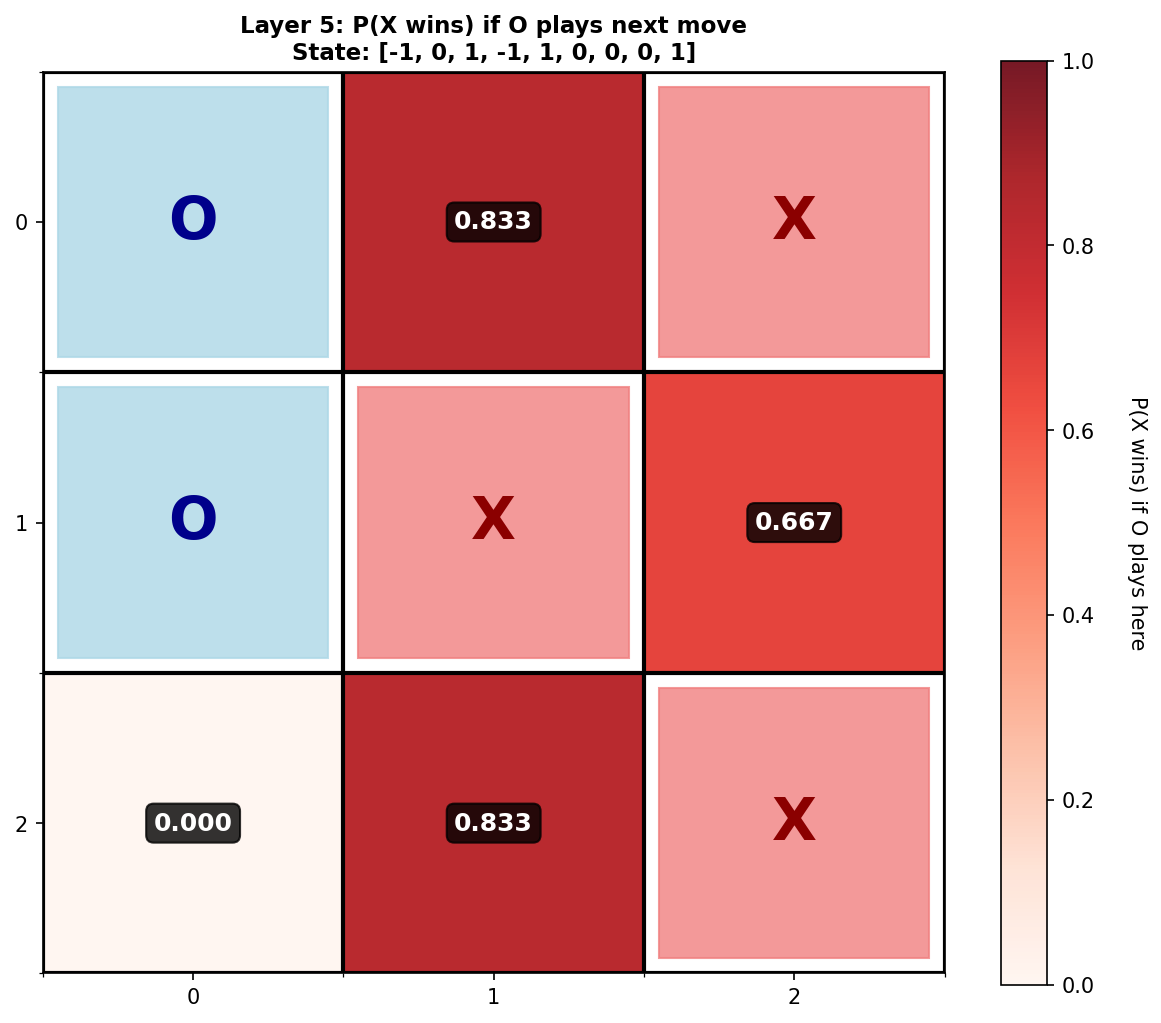 Layer 5: P(X wins) if O plays next move
State: [-1, 0, 1, -1, 1, 0, 0, 0, 1]
0
O
0.833
X
1
O
X
0.667
2
0.000
0.833
X
0
1
2
1.0
0.8
0.6
0.4
0.2
0.0
P(X wins) if O plays here